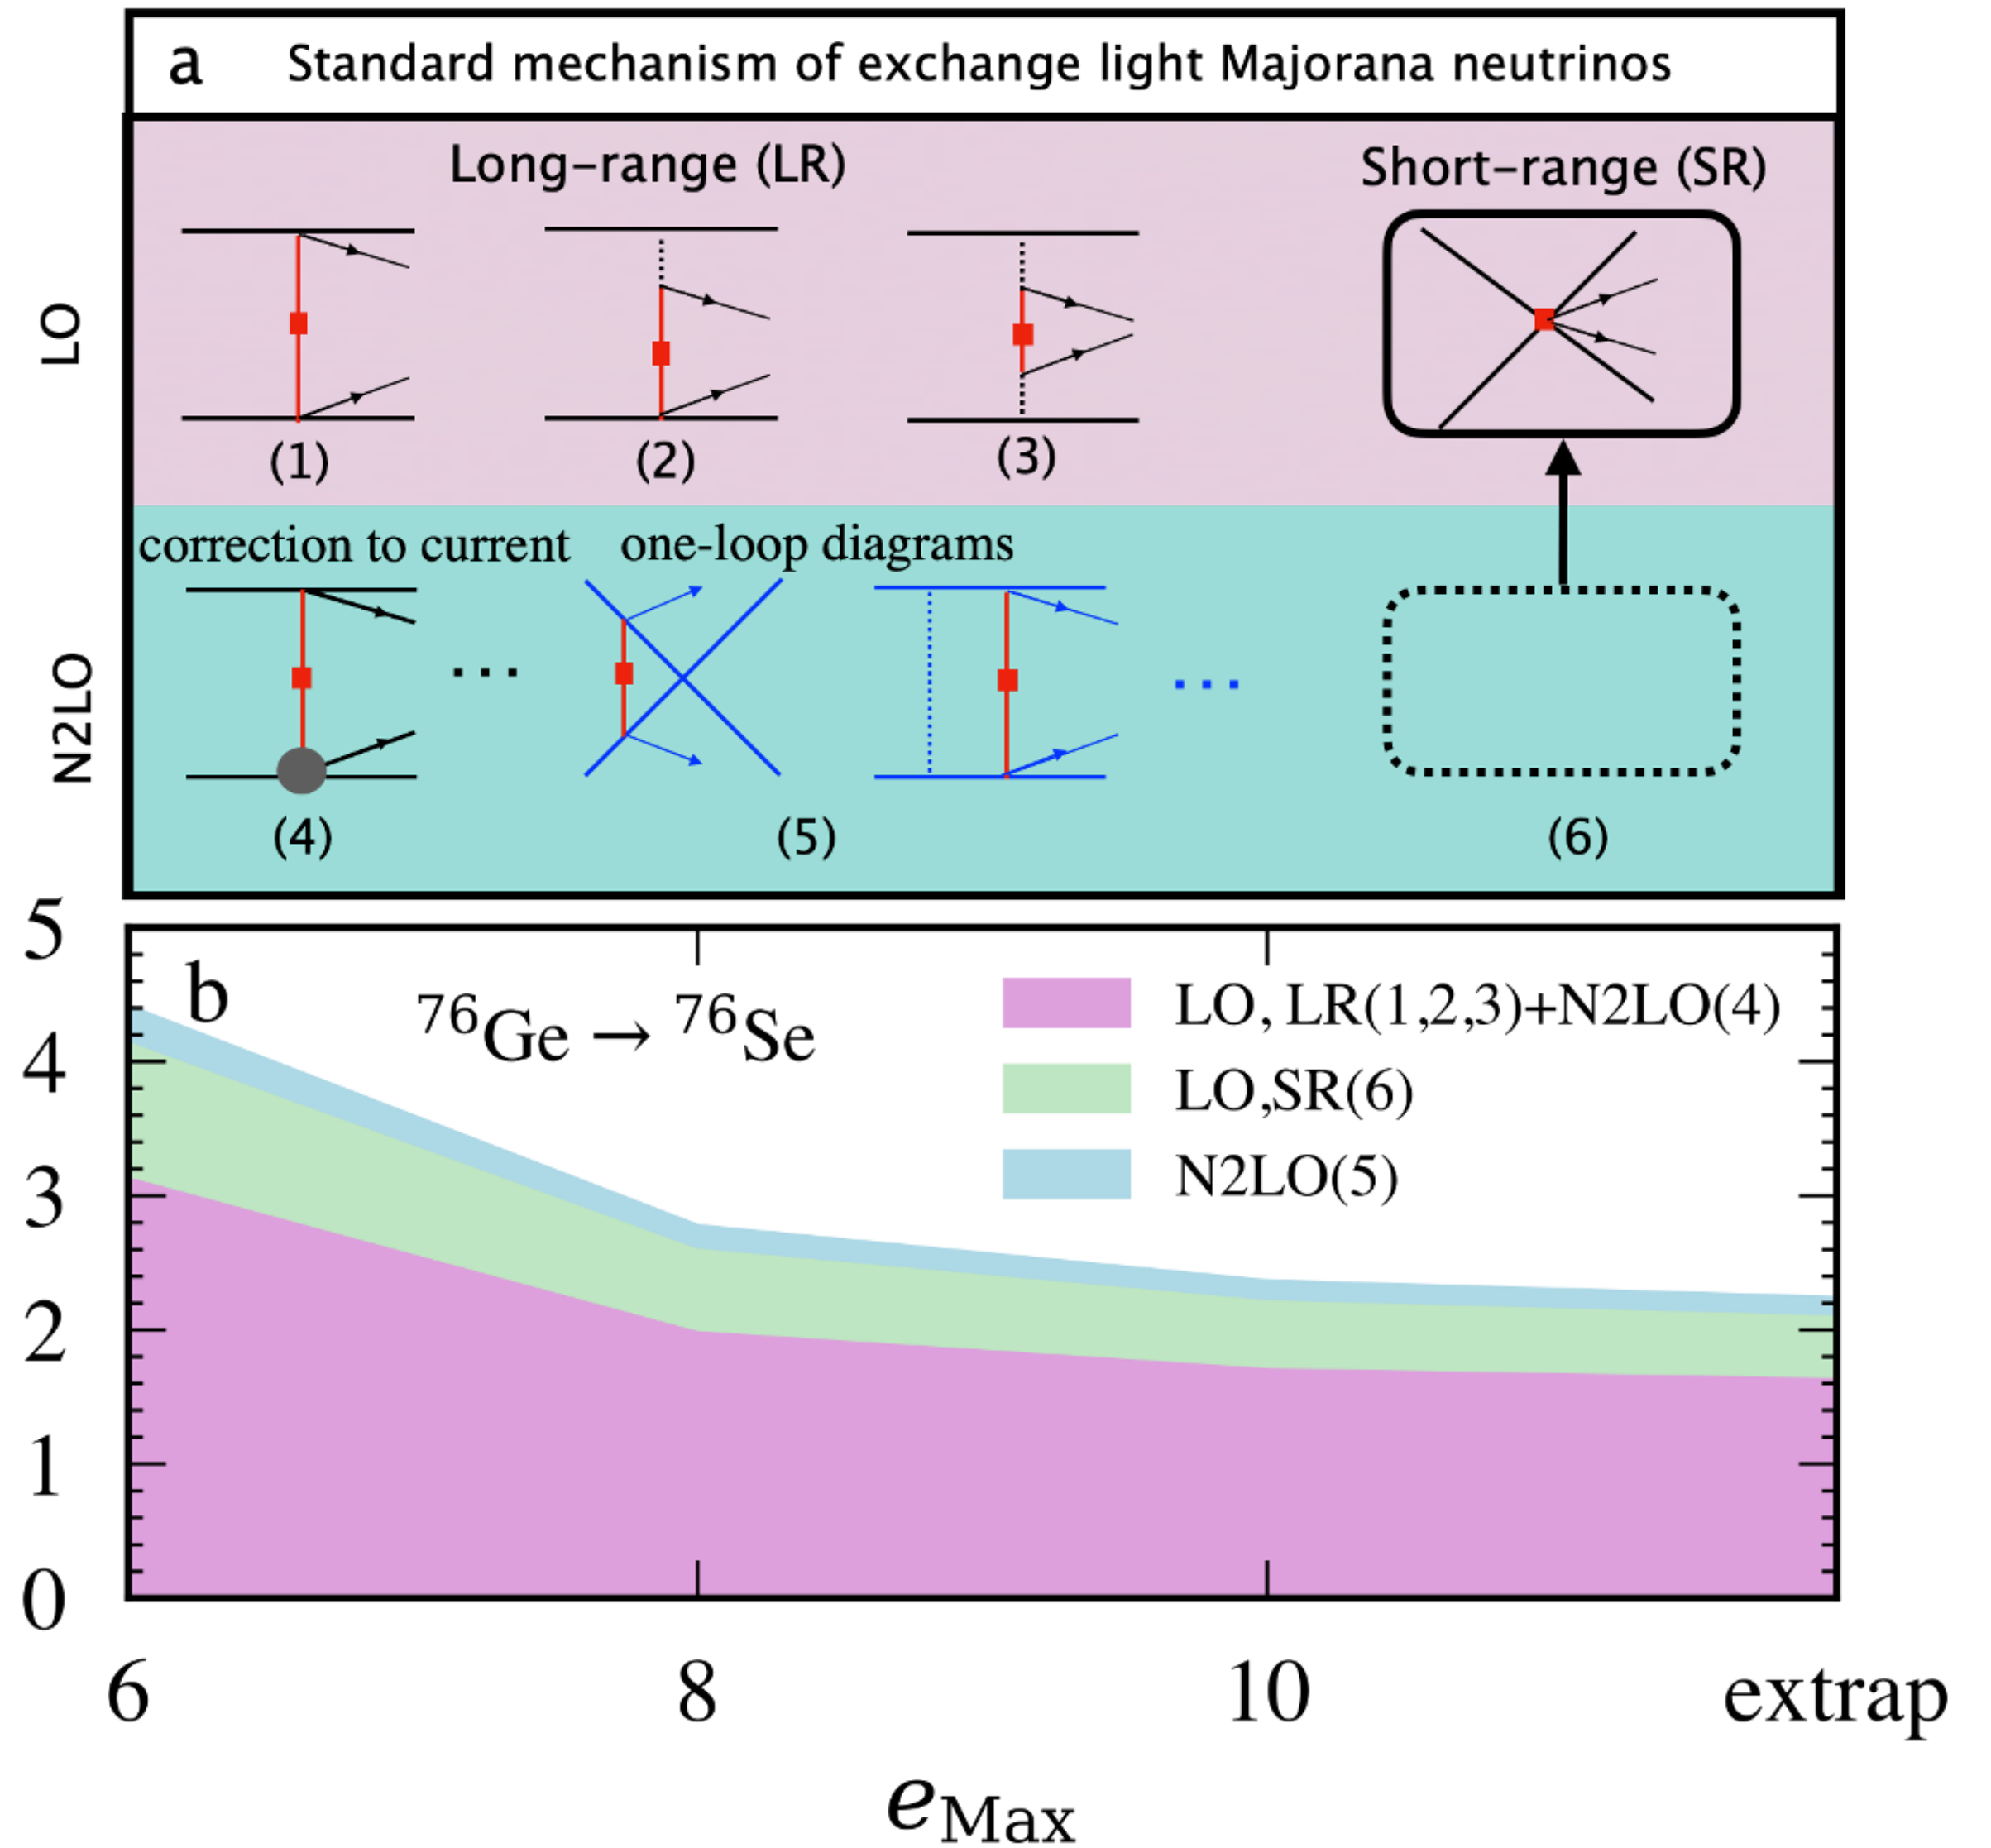 a Standard mechanism of exchange light Majorana neutrinos
Long-range (LR)
Short-range (SR)
LO
(1)
(2)
(3)
correction to current
one-loop diagrams
N2LO
...
...
(4)
(5)
(6)
5
4
3
2
1
0
b
⁷⁶Ge → ⁷⁶Se
LO, LR(1,2,3)+N2LO(4)
LO,SR(6)
N2LO(5)
6 8 10 extrap
eMax